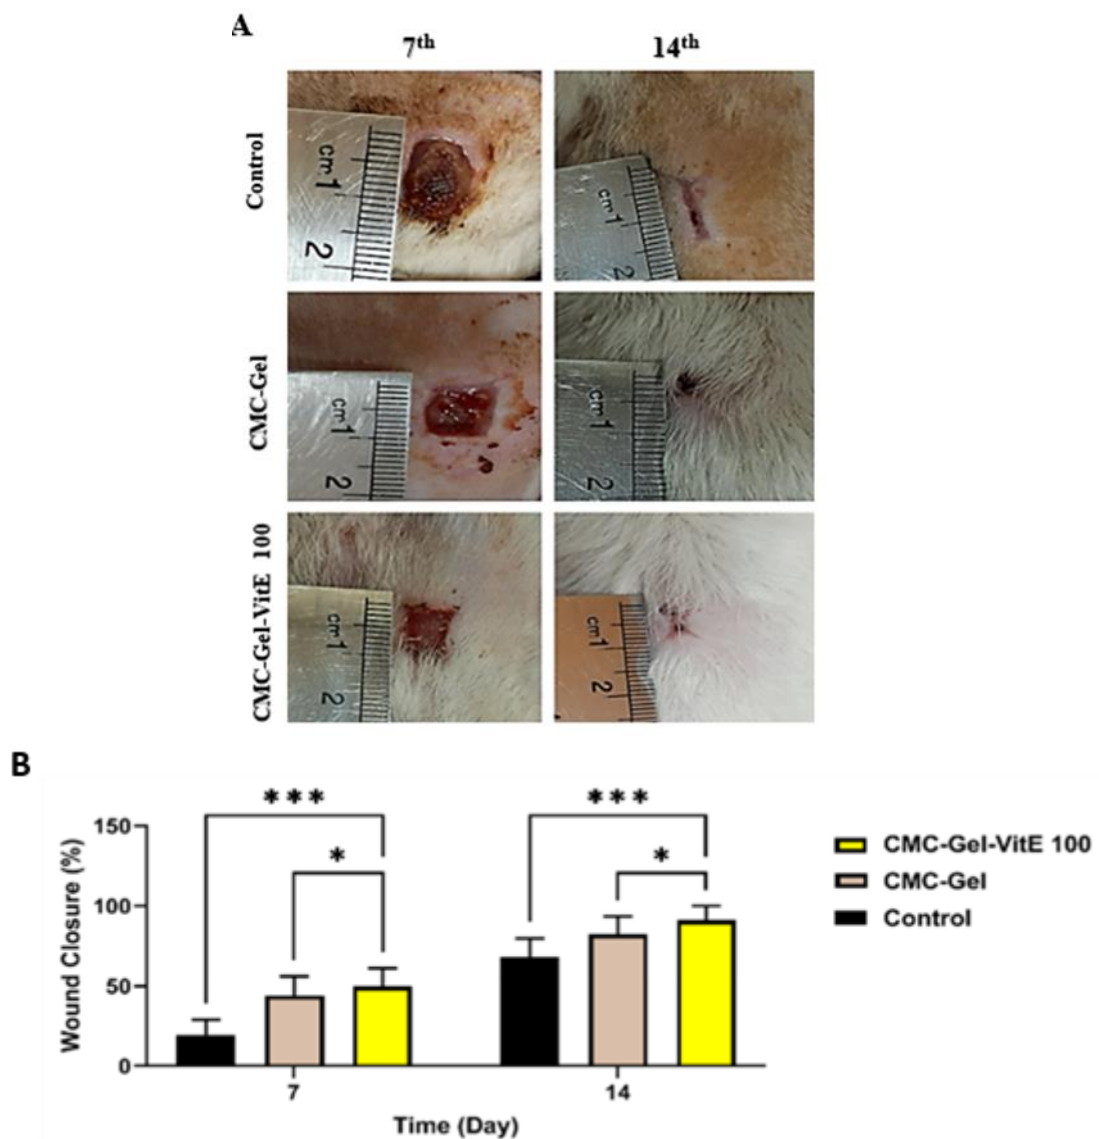 A
7th 14th
Control
cm 1
2
cm 1
2
CMC-Gel
cm 1
2
cm 1
2
CMC-Gel-VitE 100
cm 1
2
cm 1
2
B
***
***
*
*
150
100
50
0
Wound Closure (%)
7
14
Time (Day)
CMC-Gel-VitE 100
CMC-Gel
Control